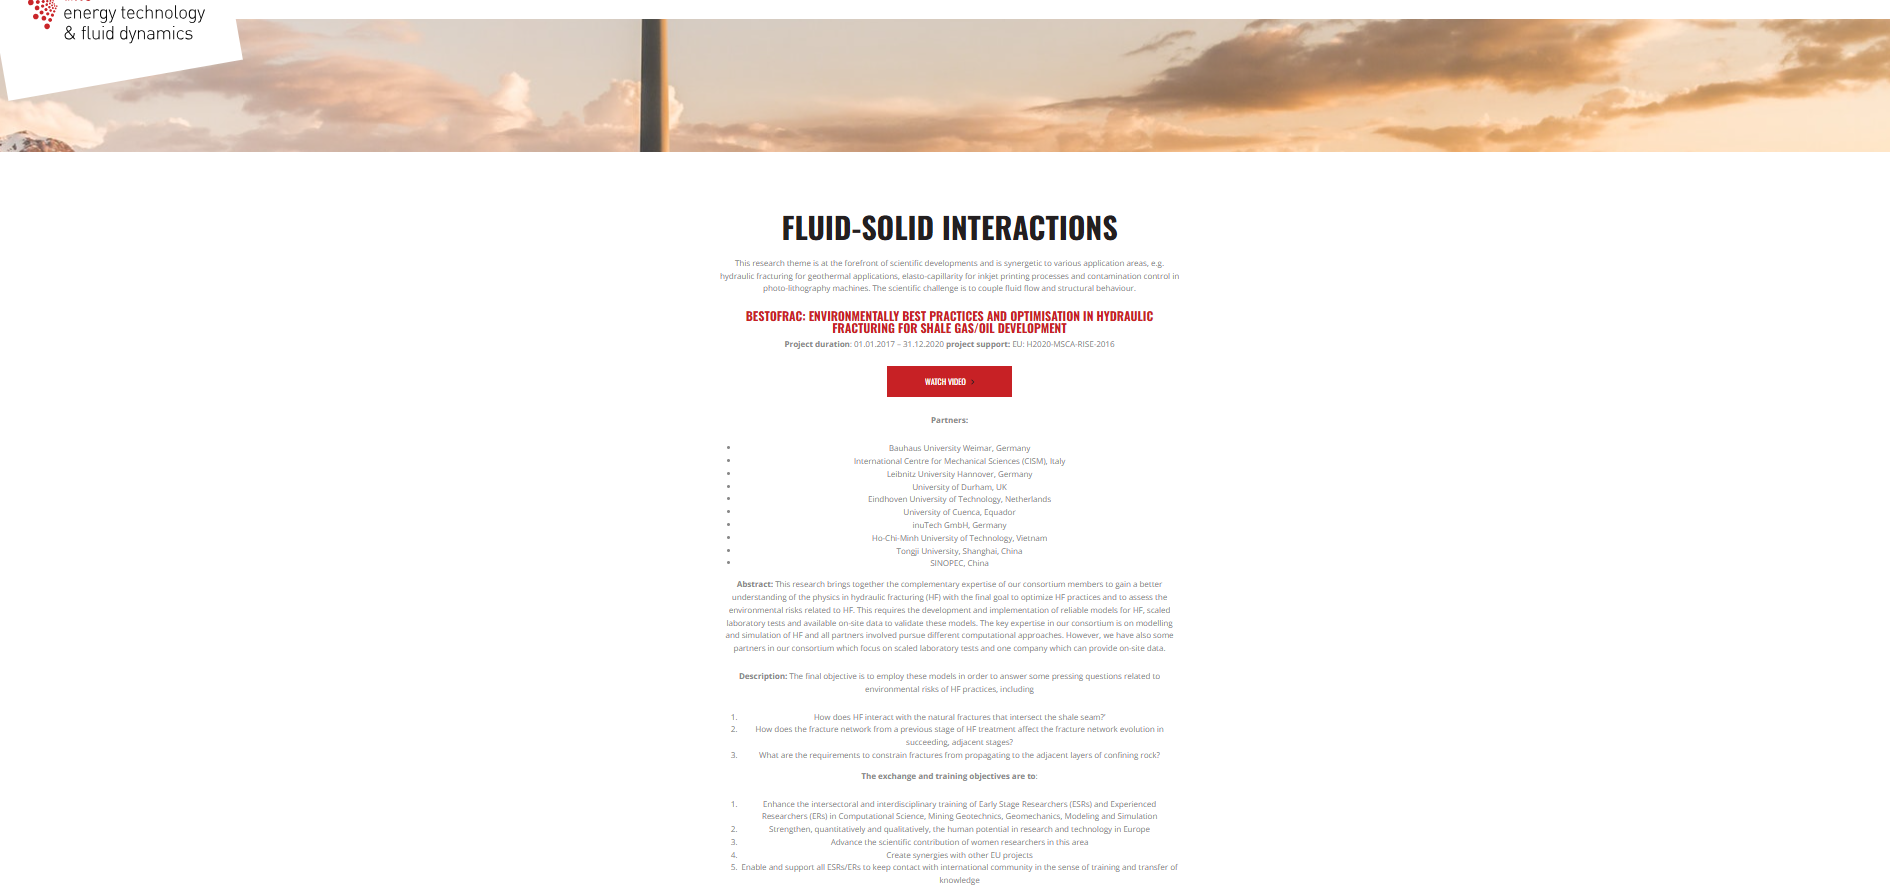 energy technology
& fluid dynamics
FLUID-SOLID INTERACTIONS
This research theme is at the forefront of scientific developments and is synergetic to various application areas, e.g.
hydraulic fracturing for geothermal applications, elasto-capillarity for inkjet printing processes and contamination control in
photo-lithography machines. The scientific challenge is to couple fluid flow and structural behaviour.
BESTOFRAC: ENVIRONMENTALLY BEST PRACTICES AND OPTIMISATION IN HYDRAULIC
FRACTURING FOR SHALE GAS/OIL DEVELOPMENT
Project duration: 01.01.2017 – 31.12.2020 project support: EU: H2020-MSCA-RISE-2016
WATCH VIDEO >
Partners:
• Bauhaus University Weimar, Germany
• International Centre for Mechanical Sciences (CISM), Italy
• Leibnitz University Hannover, Germany
• University of Durham, UK
• Eindhoven University of Technology, Netherlands
• University of Cuenca, Equador
• inuTech GmbH, Germany
• Ho-Chi-Minh University of Technology, Vietnam
• Tongji University, Shanghai, China
• SINOPEC, China
Abstract: This research brings together the complementary expertise of our consortium members to gain a better
understanding of the physics in hydraulic fracturing (HF) with the final goal to optimize HF practices and to assess the
environmental risks related to HF. This requires the development and implementation of reliable models for HF, scaled
laboratory tests and available on-site data to validate these models. The key expertise in our consortium is on modelling
and simulation of HF and all partners involved pursue different computational approaches. However, we have also some
partners in our consortium which focus on scaled laboratory tests and one company which can provide on-site data.
Description: The final objective is to employ these models in order to answer some pressing questions related to
environmental risks of HF practices, including
1. How does HF interact with the natural fractures that intersect the shale seam?'
2. How does the fracture network from a previous stage of HF treatment affect the fracture network evolution in
succeeding, adjacent stages?
3. What are the requirements to constrain fractures from propagating to the adjacent layers of confining rock?
The exchange and training objectives are to:
1. Enhance the intersectoral and interdisciplinary training of Early Stage Researchers (ESRs) and Experienced
Researchers (ERs) in Computational Science, Mining Geotechnics, Geomechanics, Modeling and Simulation
2. Strengthen, quantitatively and qualitatively, the human potential in research and technology in Europe
3. Advance the scientific contribution of women researchers in this area
4. Create synergies with other EU projects
5. Enable and support all ESRs/ERs to keep contact with international community in the sense of training and transfer of
knowledge